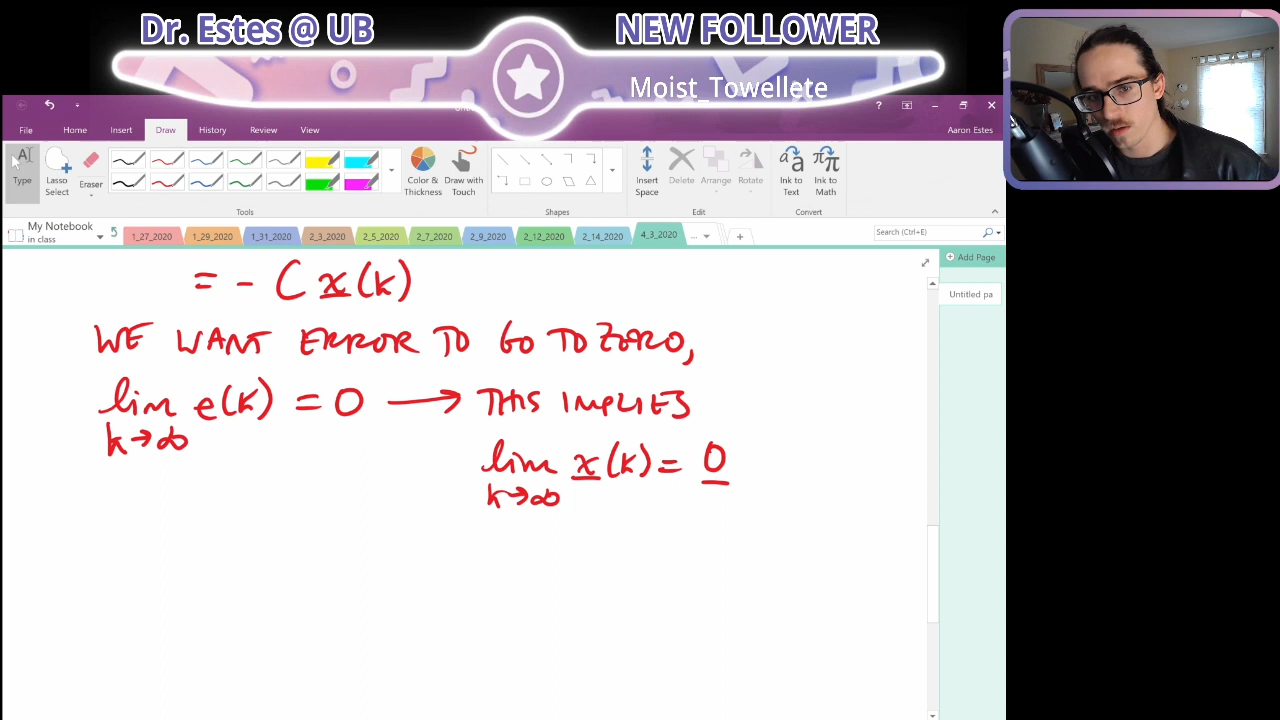 Dr. Estes @ UB
NEW FOLLOWER
Moist_Towellete
File Home Insert Draw History Review View
Aaron Estes
Type
Lasso Select
Eraser
Color & Thickness
Draw with Touch
Insert Space
Delete
Arrange
Rotate
Ink to Text
Ink to Math
Tools
Shapes
Edit
Convert
My Notebook
in class
1_27_2020 1_29_2020 1_31_2020 2_3_2020 2_5_2020 2_7_2020 2_9_2020 2_12_2020 2_14_2020 4_3_2020 ...
Search (Ctrl+E)
Add Page
Untitled pa
= - C x(k)
WE WANT ERROR TO GO TO ZERO,
lim e(k) = 0 → THIS IMPLIES
k→∞
lim x(k) = 0
k→∞